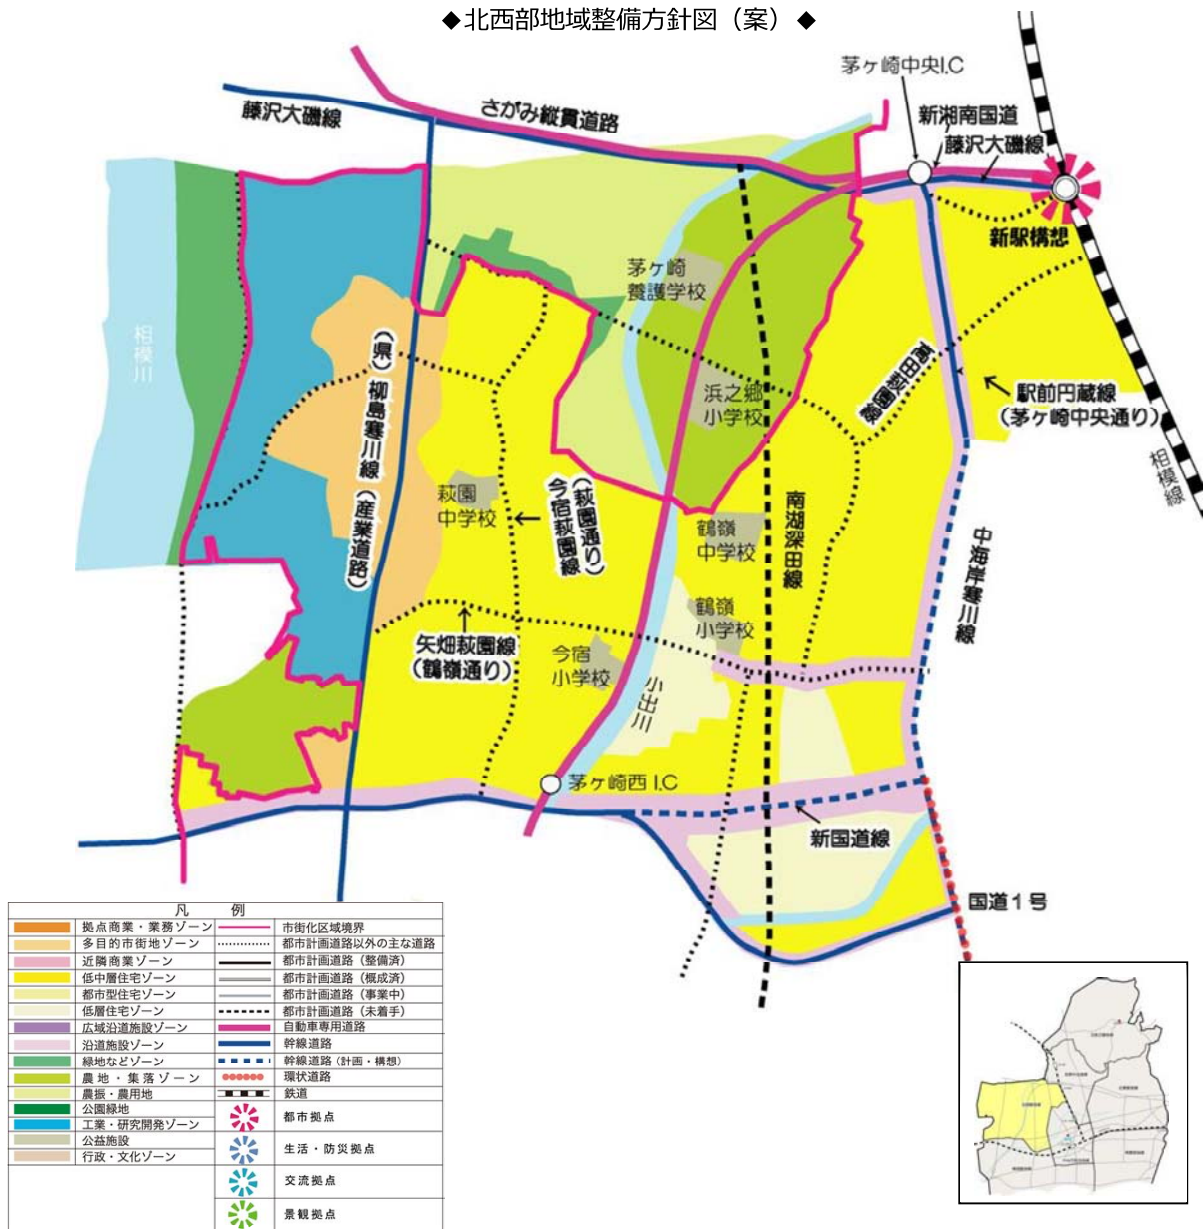 ◆北西部地域整備方針図（案）◆
茅ヶ崎中央I.C
藤沢大磯線
さがみ縦貫道路
新湘南国道
藤沢大磯線
新駅構想
茅ヶ崎
養護学校
相模川
（県）柳島寒川線（産業道路）
高田萩園線
浜之郷
小学校
駅前円蔵線
（茅ヶ崎中央通り）
相模線
萩園
中学校
（萩園通り）
今宿萩園線
南湖深田線
鶴嶺
中学校
中海岸寒川線
鶴嶺
小学校
矢畑萩園線
（鶴嶺通り）
今宿
小学校
小出川
茅ヶ崎西 I.C
新国道線
国道１号
凡　例
拠点商業・業務ゾーン
多目的市街地ゾーン
近隣商業ゾーン
低中層住宅ゾーン
都市型住宅ゾーン
低層住宅ゾーン
広域沿道施設ゾーン
沿道施設ゾーン
緑地などゾーン
農地・集落ゾーン
農振・農用地
公園緑地
工業・研究開発ゾーン
公益施設
行政・文化ゾーン
市街化区域境界
都市計画道路以外の主な道路
都市計画道路（整備済）
都市計画道路（概成済）
都市計画道路（事業中）
都市計画道路（未着手）
自動車専用道路
幹線道路
幹線道路（計画・構想）
環状道路
鉄道
都市拠点
生活・防災拠点
交流拠点
景観拠点